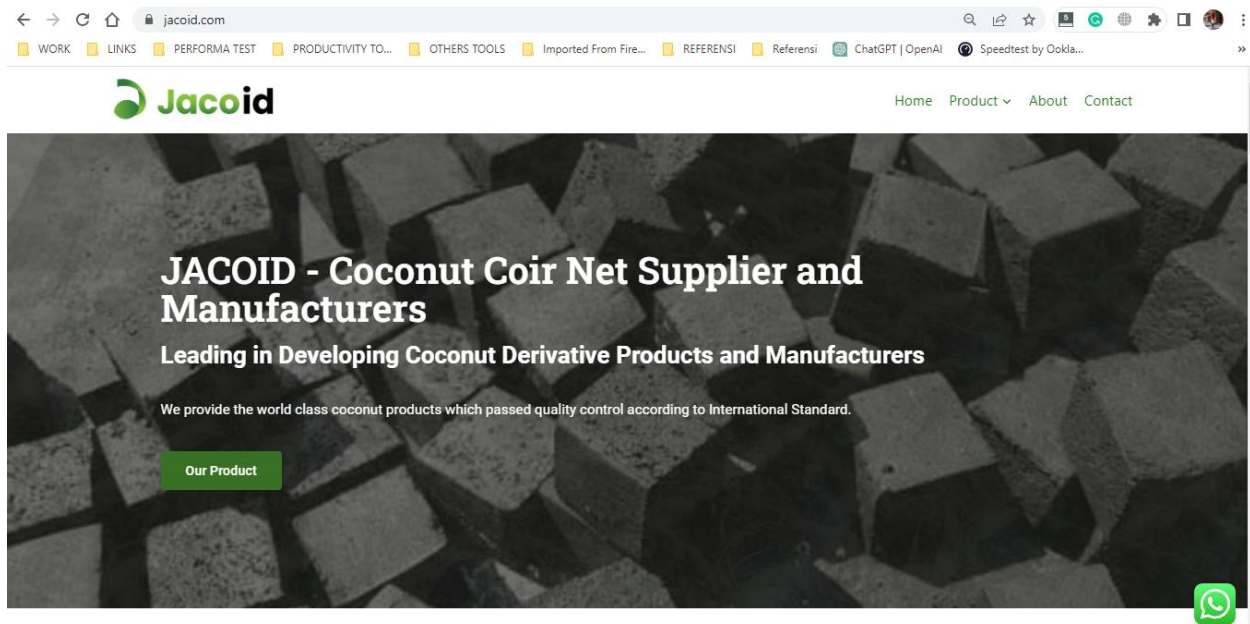 jacoid.com
WORK LINKS PERFORMA TEST PRODUCTIVITY TO... OTHERS TOOLS Imported From Fire... REFERENSI Referensi ChatGPT | OpenAI Speedtest by Ookla... »
Jacoid
Home Product About Contact
JACOID - Coconut Coir Net Supplier and
Manufacturers
Leading in Developing Coconut Derivative Products and Manufacturers
We provide the world class coconut products which passed quality control according to International Standard.
Our Product